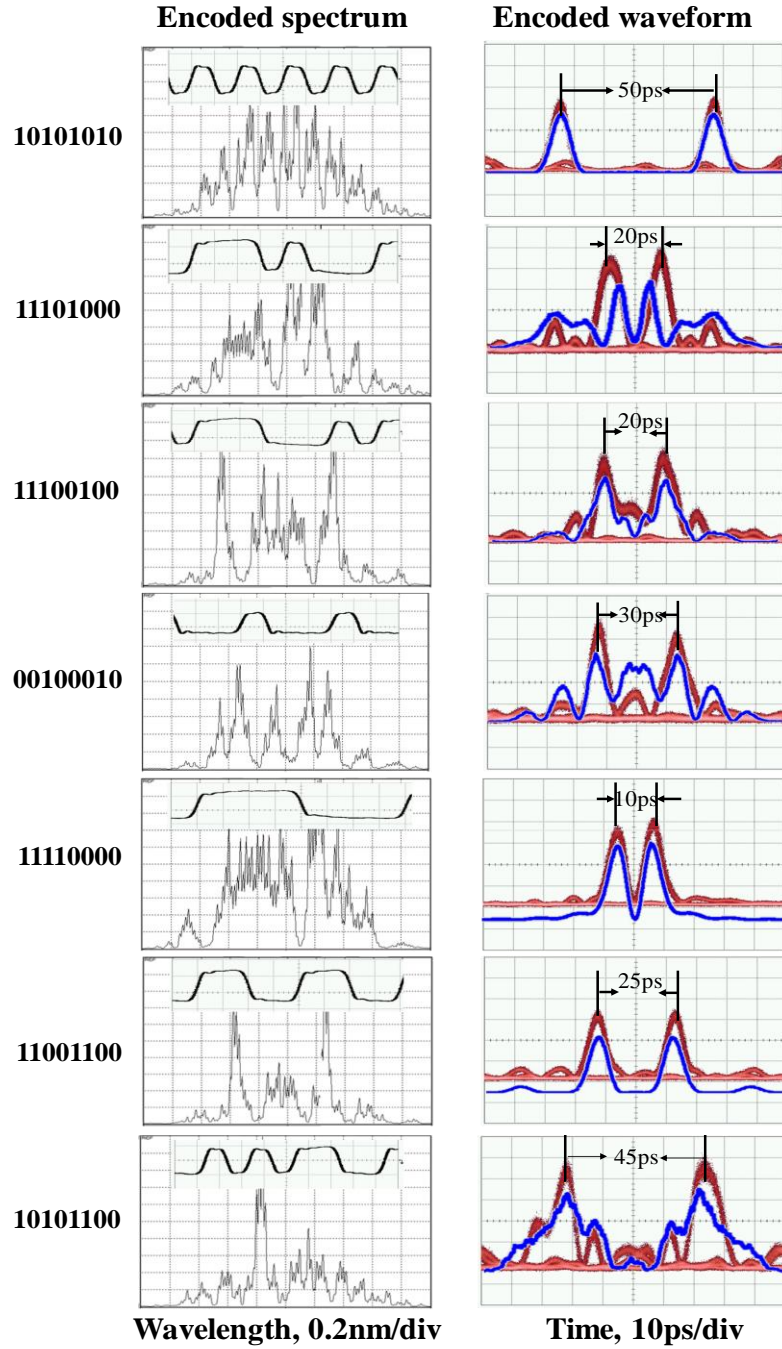 Encoded spectrum Encoded waveform
10101010
50ps
11101000
20ps
11100100
20ps
00100010
30ps
11110000
10ps
11001100
25ps
10101100
45ps
Wavelength, 0.2nm/div Time, 10ps/div